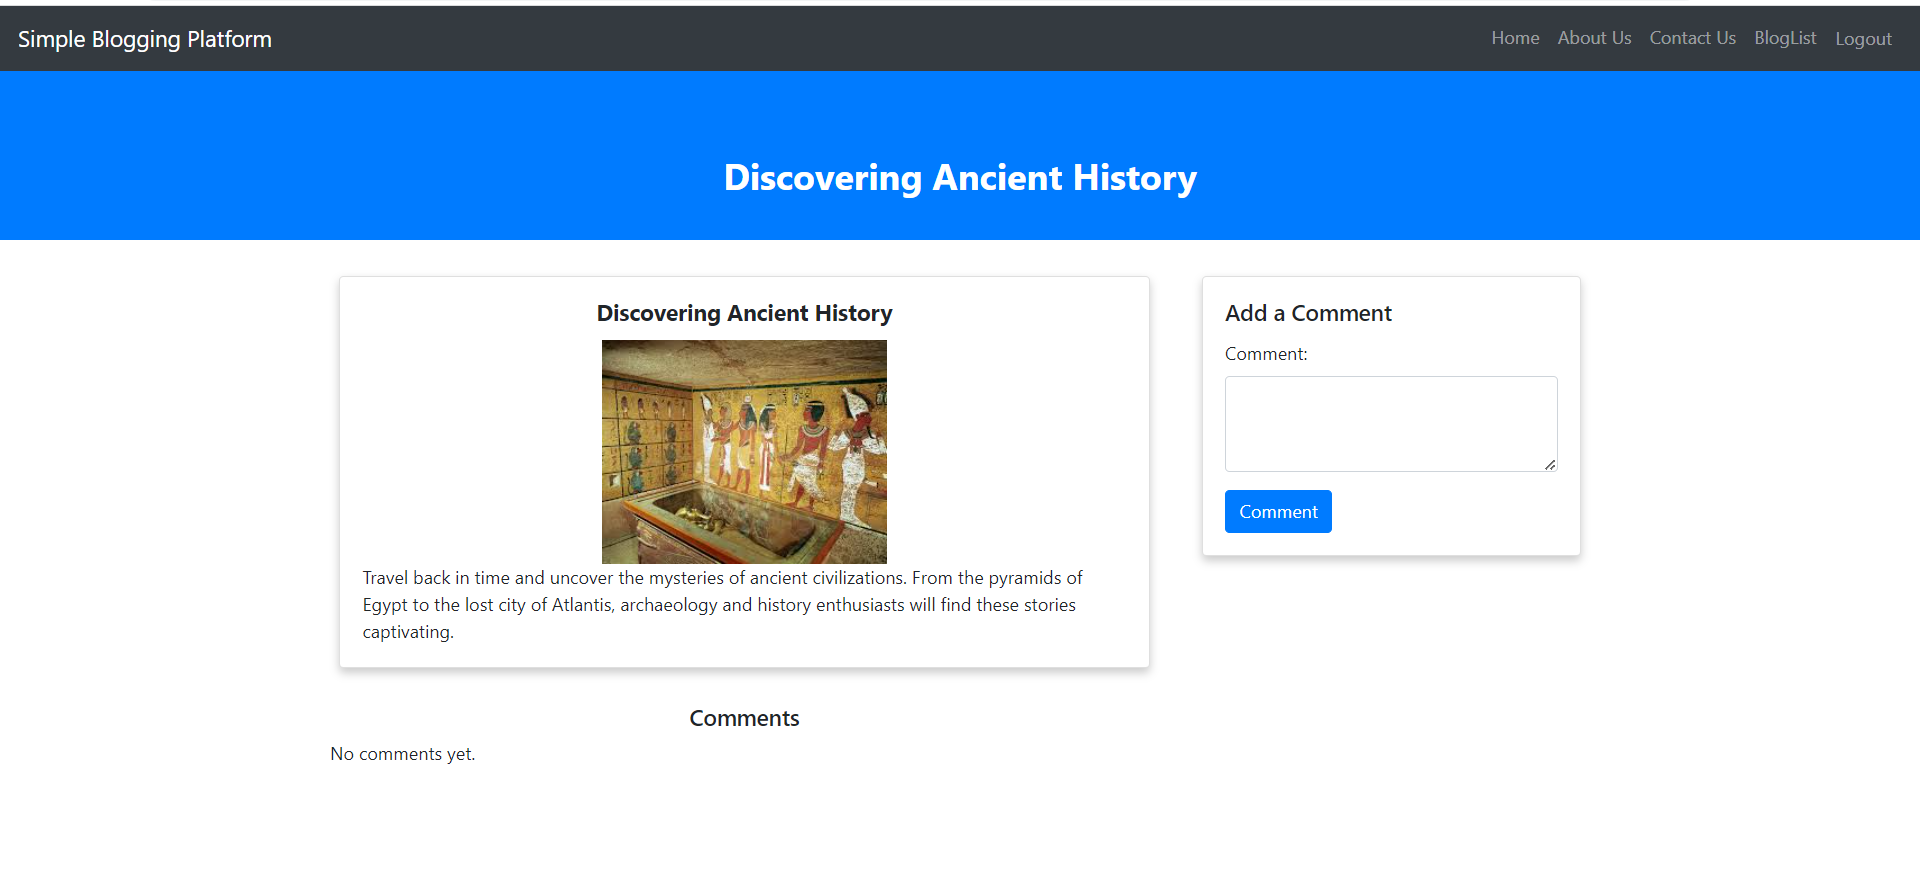 Simple Blogging Platform
Home About Us Contact Us BlogList Logout
Discovering Ancient History
Discovering Ancient History
Travel back in time and uncover the mysteries of ancient civilizations. From the pyramids of
Egypt to the lost city of Atlantis, archaeology and history enthusiasts will find these stories
captivating.
Add a Comment
Comment:
Comment
Comments
No comments yet.